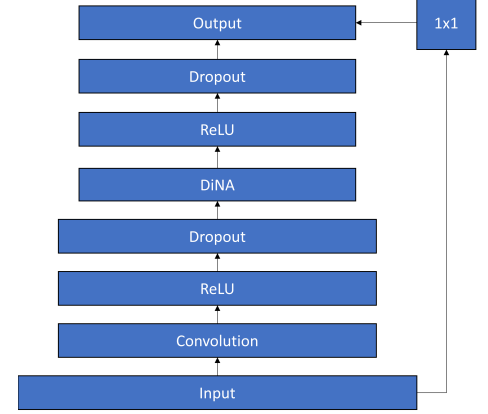 Output
1x1
Dropout
ReLU
DiNA
Dropout
ReLU
Convolution
Input